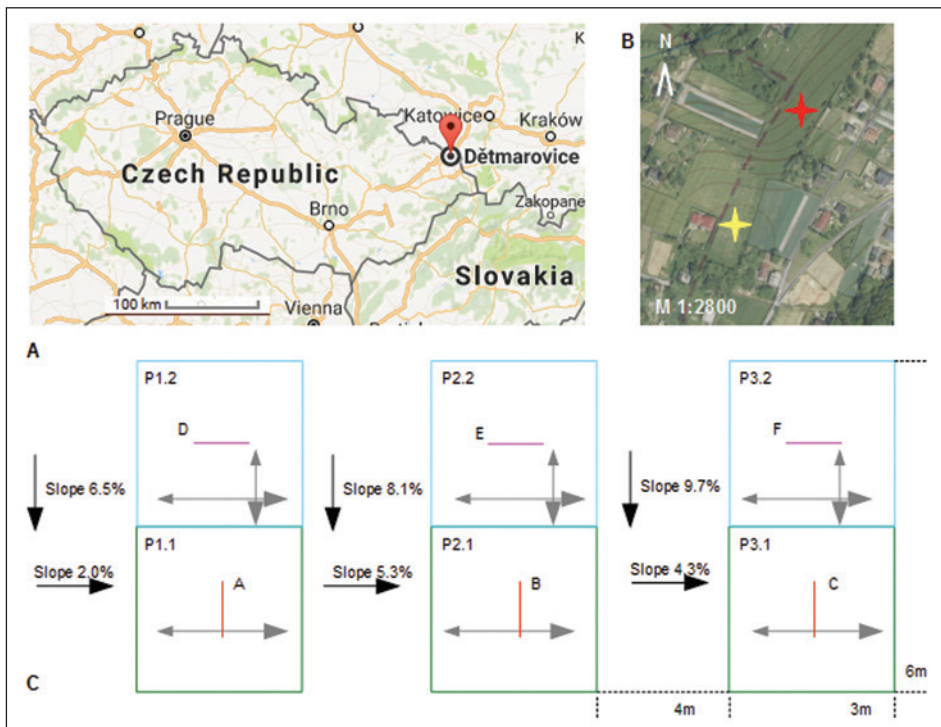 K
Katowice
Kraków
Prague
Dětmarovice
Czech Republic
Zakopane
Brno
Slovakia
100 km
Vienna
B
N
M 1:2800
A
P1.2
P2.2
P3.2
D
E
F
Slope 6.5%
Slope 8.1%
Slope 9.7%
P1.1
P2.1
P3.1
Slope 2.0%
A
Slope 5.3%
B
Slope 4.3%
C
6m
C
4m
3m